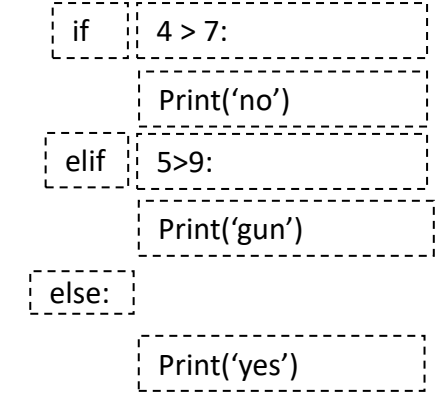 if 4 > 7:
Print(‘no’)
elif 5>9:
Print(‘gun’)
else:
Print(‘yes’)